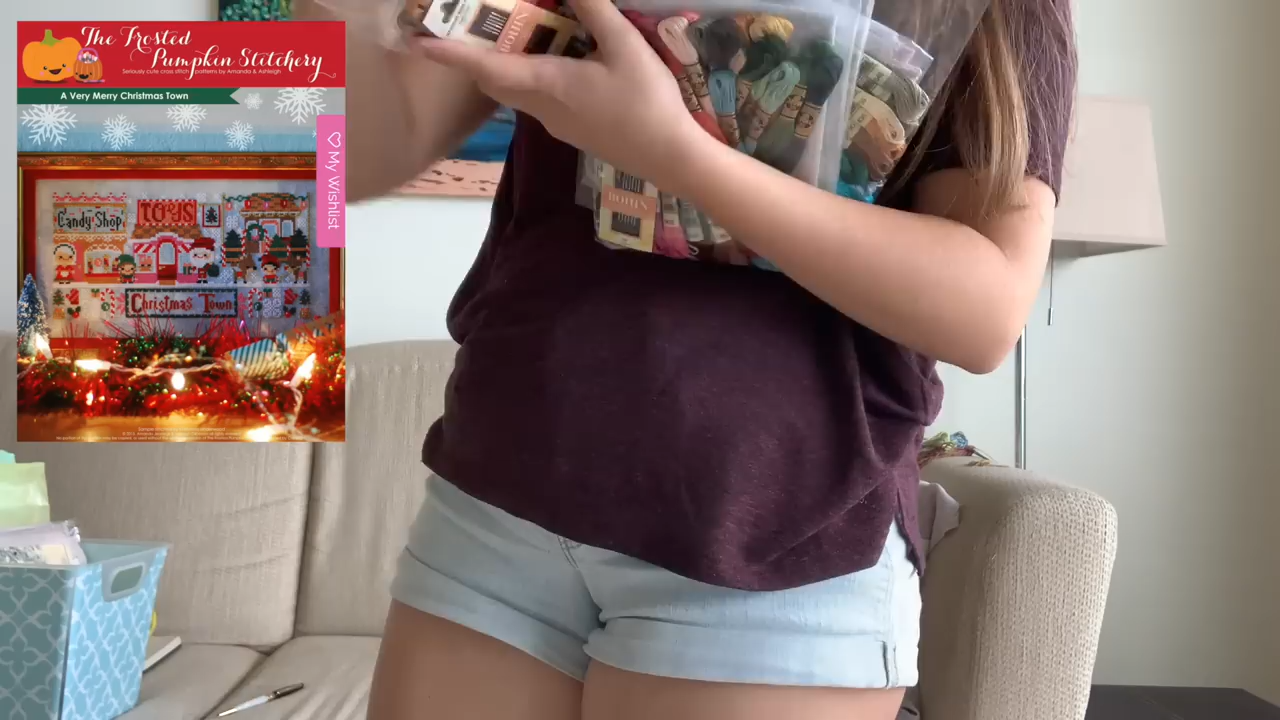 The Frosted
Pumpkin Stitchery
Seriously cute cross stitch patterns by Amanda & Ashleigh
A Very Merry Christmas Town
♡ My Wishlist
Candy Shop
TOYS
Christmas Town